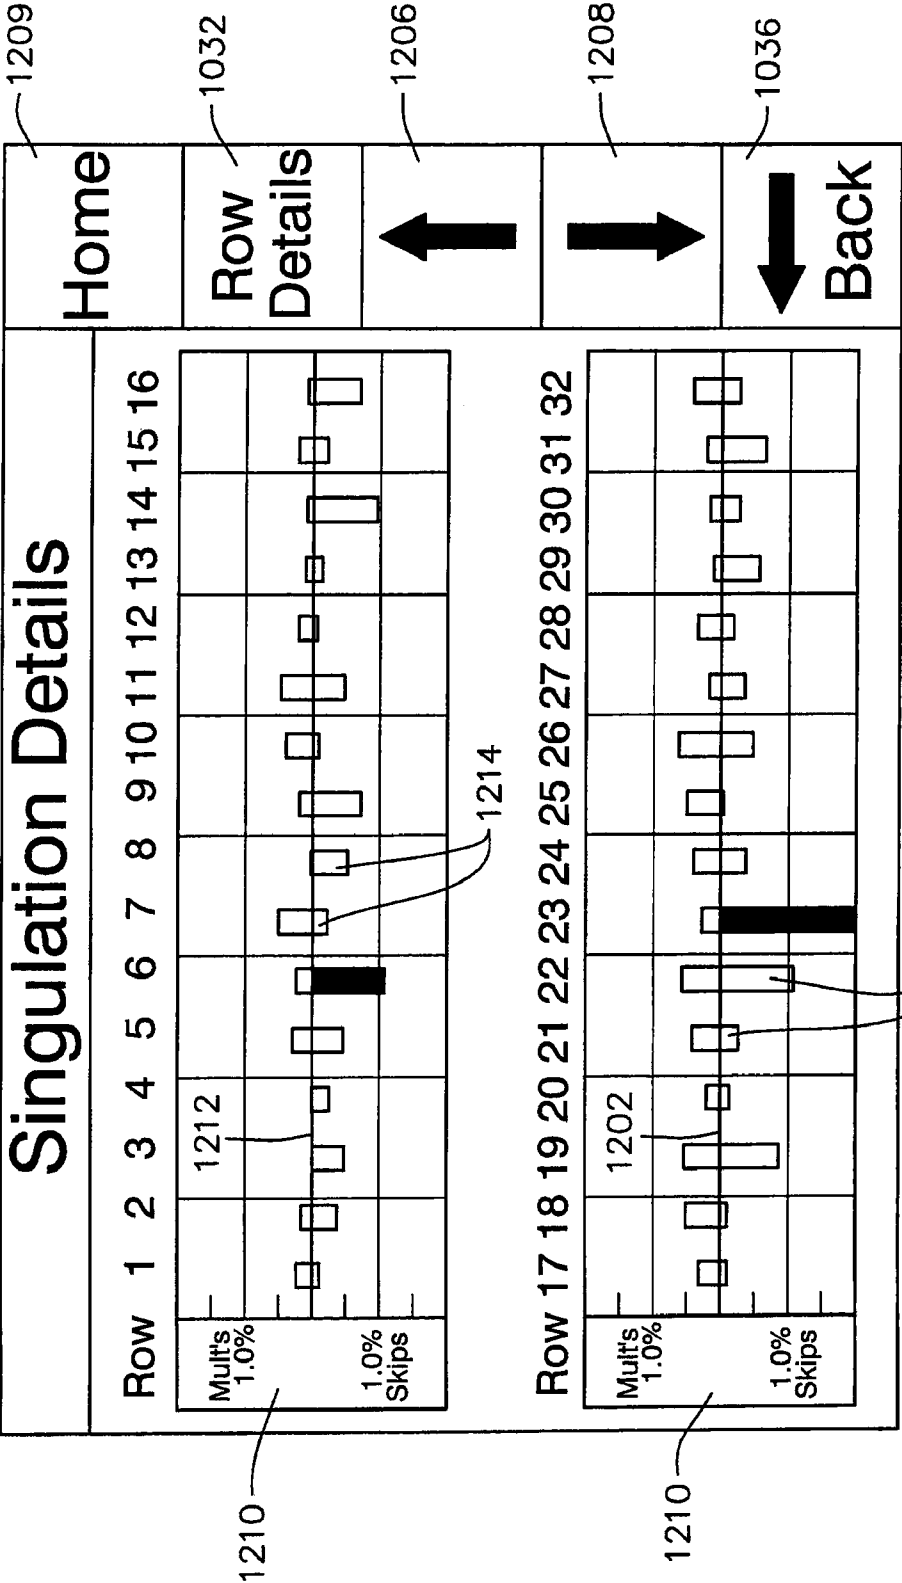 Singulation Details
Home
1209
Row 1 2 3 4 5 6 7 8 9 10 11 12 13 14 15 16
Row
Details
1032
1210
Mult's
1.0%
1.0%
Skips
1212
1214
1206
Row 17 18 19 20 21 22 23 24 25 26 27 28 29 30 31 32
1208
1210
Mult's
1.0%
1.0%
Skips
1202
Back
1036